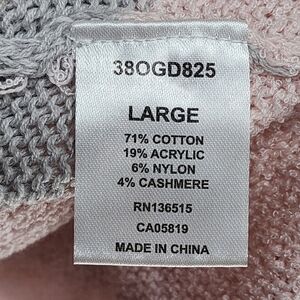 38OGD825
LARGE
71% COTTON
19% ACRYLIC
6% NYLON
4% CASHMERE
RN136515
CA05819
MADE IN CHINA